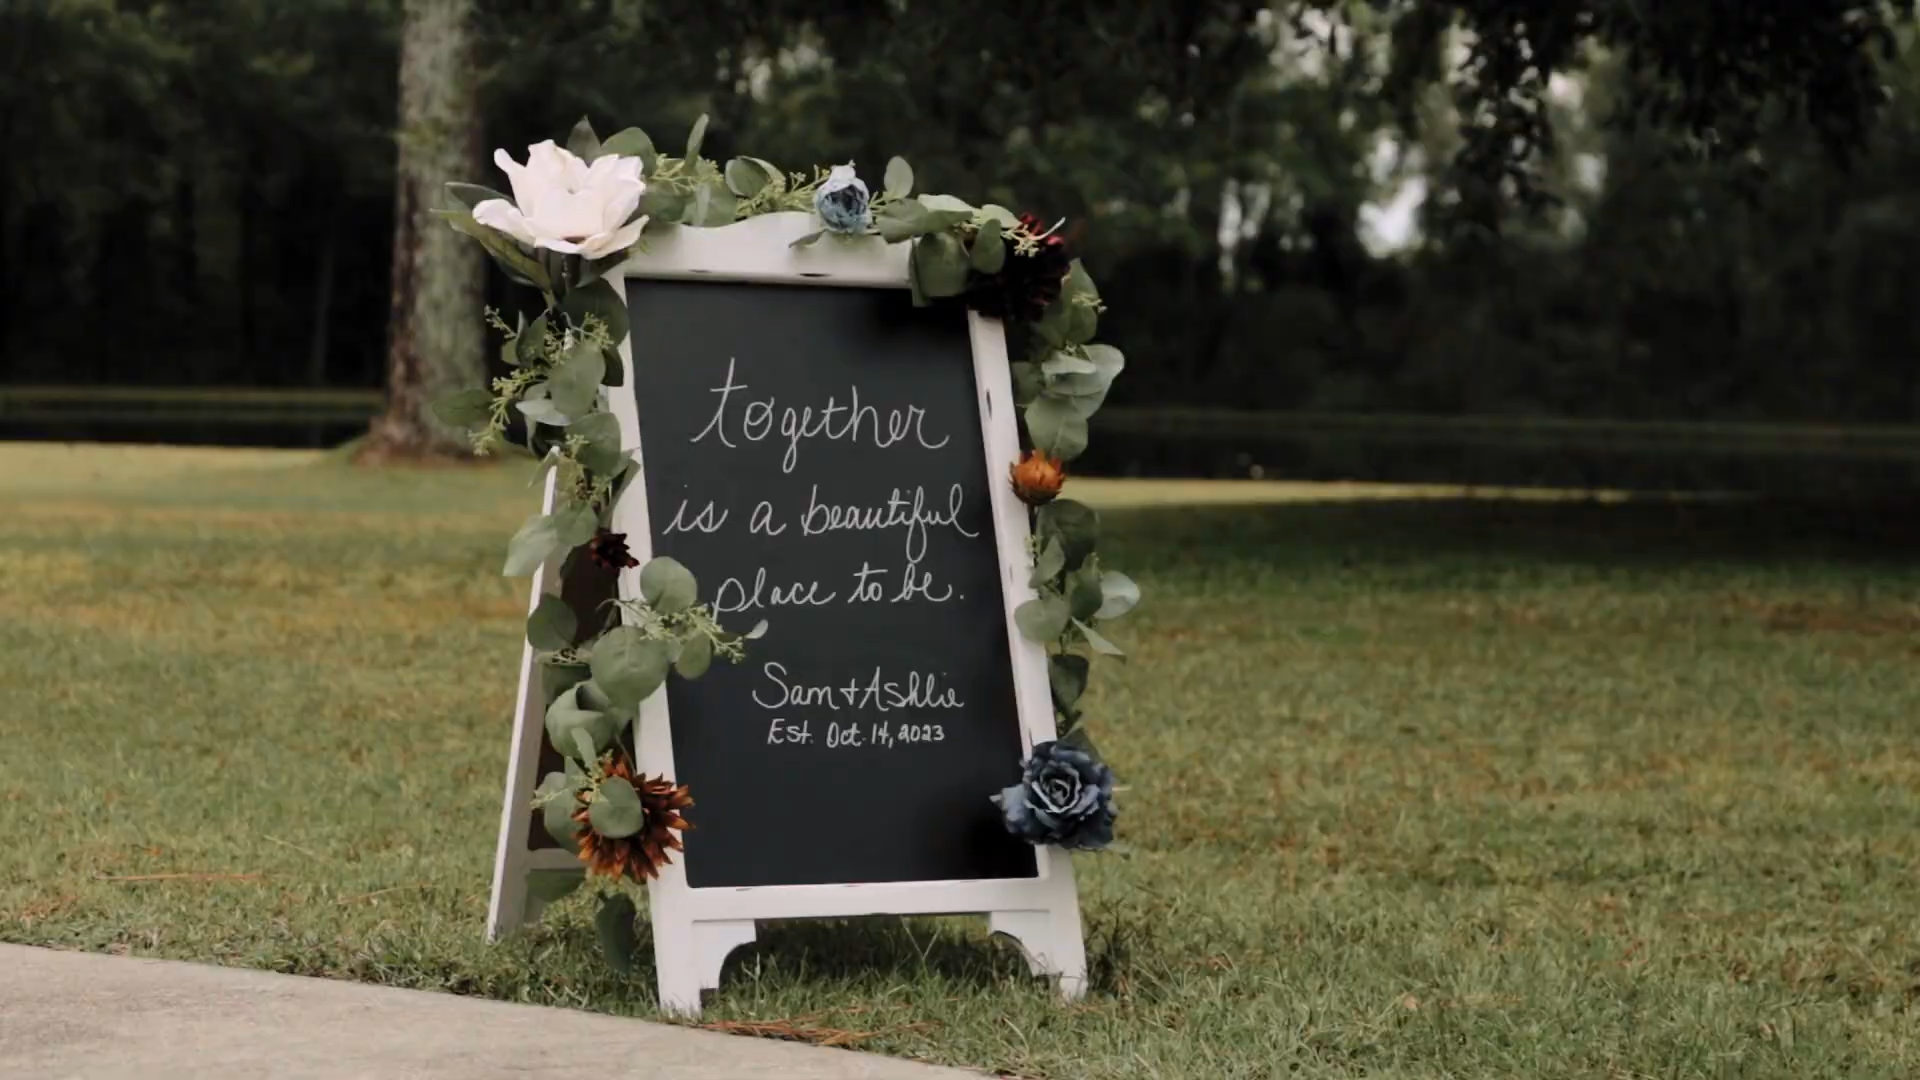 together
is a beautiful
place to be.
Sam + Ashlie
Est. Oct. 14, 2023